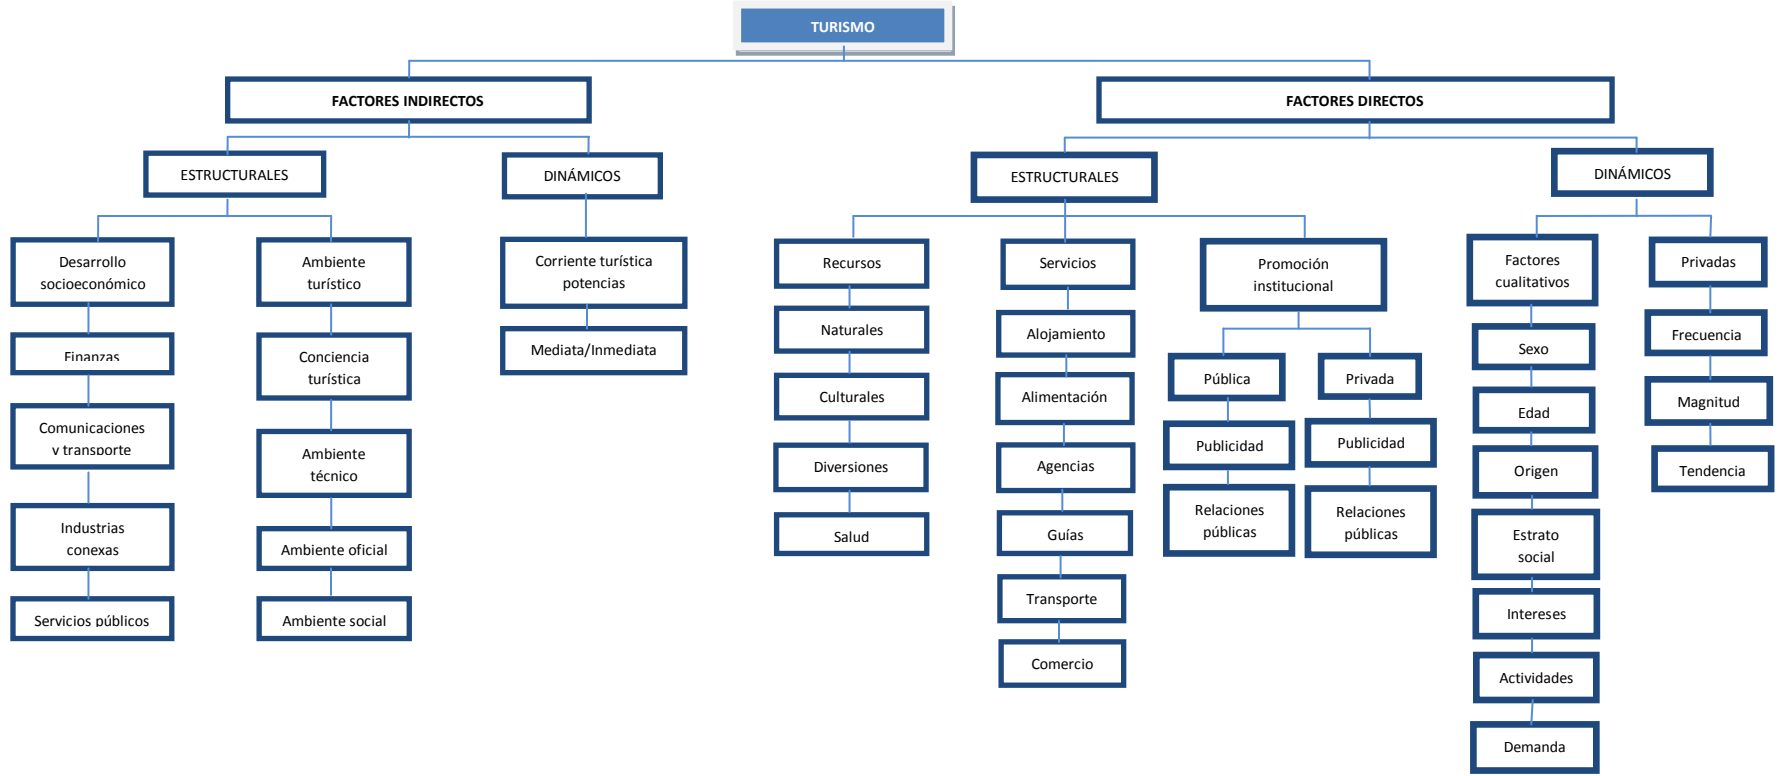 TURISMO
FACTORES INDIRECTOS
FACTORES DIRECTOS
ESTRUCTURALES
DINÁMICOS
ESTRUCTURALES
DINÁMICOS
Desarrollo
socioeconómico
Finanzas
Comunicaciones
y transporte
Industrias
conexas
Servicios públicos
Ambiente
turístico
Conciencia
turística
Ambiente
técnico
Ambiente oficial
Ambiente social
Corriente turística
potencias
Mediata/Inmediata
Recursos
Naturales
Culturales
Diversiones
Salud
Servicios
Alojamiento
Alimentación
Agencias
Guías
Transporte
Comercio
Promoción
institucional
Pública
Publicidad
Relaciones
públicas
Privada
Publicidad
Relaciones
públicas
Factores
cualitativos
Sexo
Edad
Origen
Estrato
social
Intereses
Actividades
Demanda
Privadas
Frecuencia
Magnitud
Tendencia